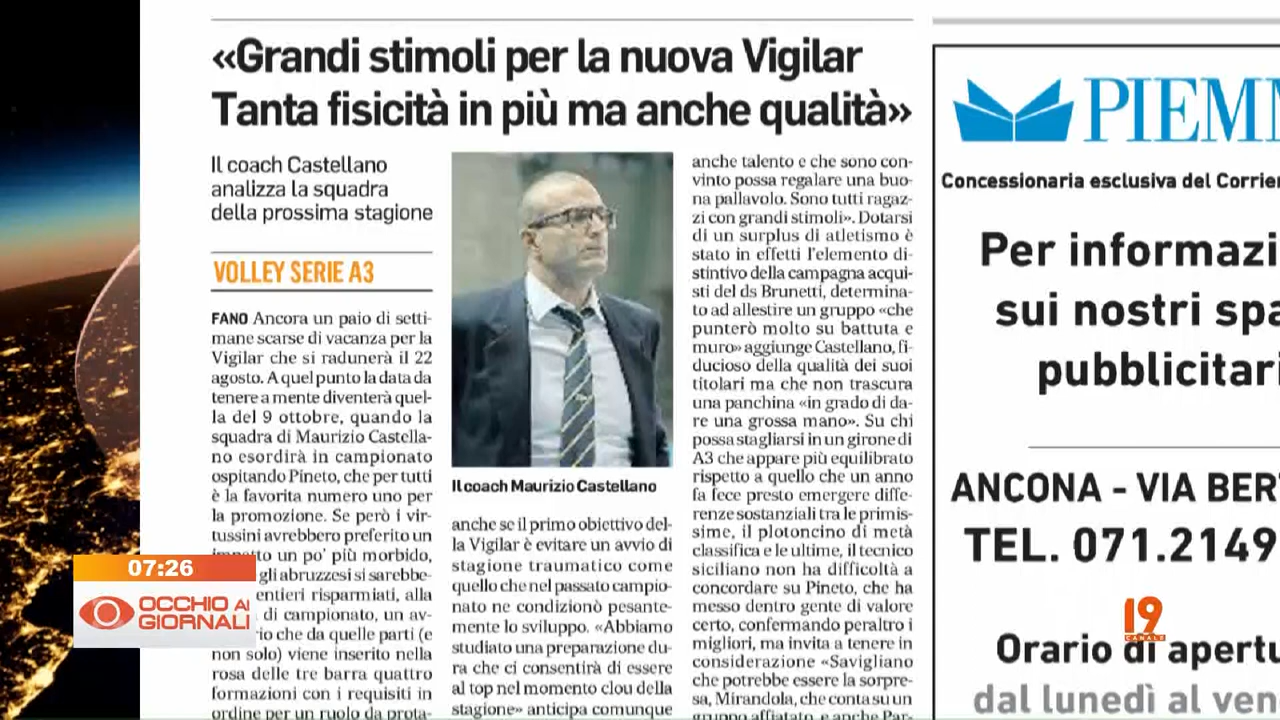 «Grandi stimoli per la nuova Vigilar
Tanta fisicità in più ma anche qualità»
Il coach Castellano
analizza la squadra
della prossima stagione
VOLLEY SERIE A3
FANO Ancora un paio di setti-
mane scarse di vacanza per la
Vigilar che si radunerà il 22
agosto. A quel punto la data da
tenere a mente diventerà quel-
la del 9 ottobre, quando la
squadra di Maurizio Castella-
no esordirà in campionato
ospitando Pineto, che per tutti
è la favorita numero uno per
la promozione. Se però i vir-
tussini avrebbero preferito un
un po' più morbido,
gli abruzzesi si sarebbe-
entieri risparmiati, alla
di campionato, un av-
rio che da quelle parti (e
non solo) viene inserito nella
rosa delle tre barra quattro
formazioni con i requisiti in
ordine per un ruolo da prota-
Il coach Maurizio Castellano
anche se il primo obiettivo del-
la Vigilar è evitare un avvio di
stagione traumatico come
quello che nel passato campio-
nato ne condizionò pesante-
mente lo sviluppo. «Abbiamo
studiato una preparazione du-
ra che ci consentirà di essere
al top nel momento clou della
stagione» anticipa comunque
anche talento e che sono con-
vinto possa regalare una buo-
na pallavolo. Sono tutti ragaz-
zi con grandi stimoli». Dotarsi
di un surplus di atletismo è
stato in effetti l'elemento di-
stintivo della campagna acqui-
sti del ds Brunetti, determina-
to ad allestire un gruppo «che
punterò molto su battuta e
muro» aggiunge Castellano, fi-
ducioso della qualità dei suoi
titolari ma che non trascura
una panchina «in grado di da-
re una grossa mano». Su chi
possa stagliarsi in un girone di
A3 che appare più equilibrato
rispetto a quello che un anno
fa fece presto emergere diffe-
renze sostanziali tra le primis-
sime, il plotoncino di metà
classifica e le ultime, il tecnico
siciliano non ha difficoltà a
concordare su Pineto, che ha
messo dentro gente di valore
certo, confermando peraltro i
migliori, ma invita a tenere in
considerazione «Savigliano
che potrebbe essere la sorpre-
sa, Mirandola, che conta su un
gruppo affiatato, e anche Par-
PIEM
Concessionaria esclusiva del Corrier
Per informazi
sui nostri spa
pubblicitari
ANCONA - VIA BER
TEL. 071.2149
Orario di apertu
dal lunedì al ven
07:26
OCCHIO AI
GIORNALI
19
CANALE